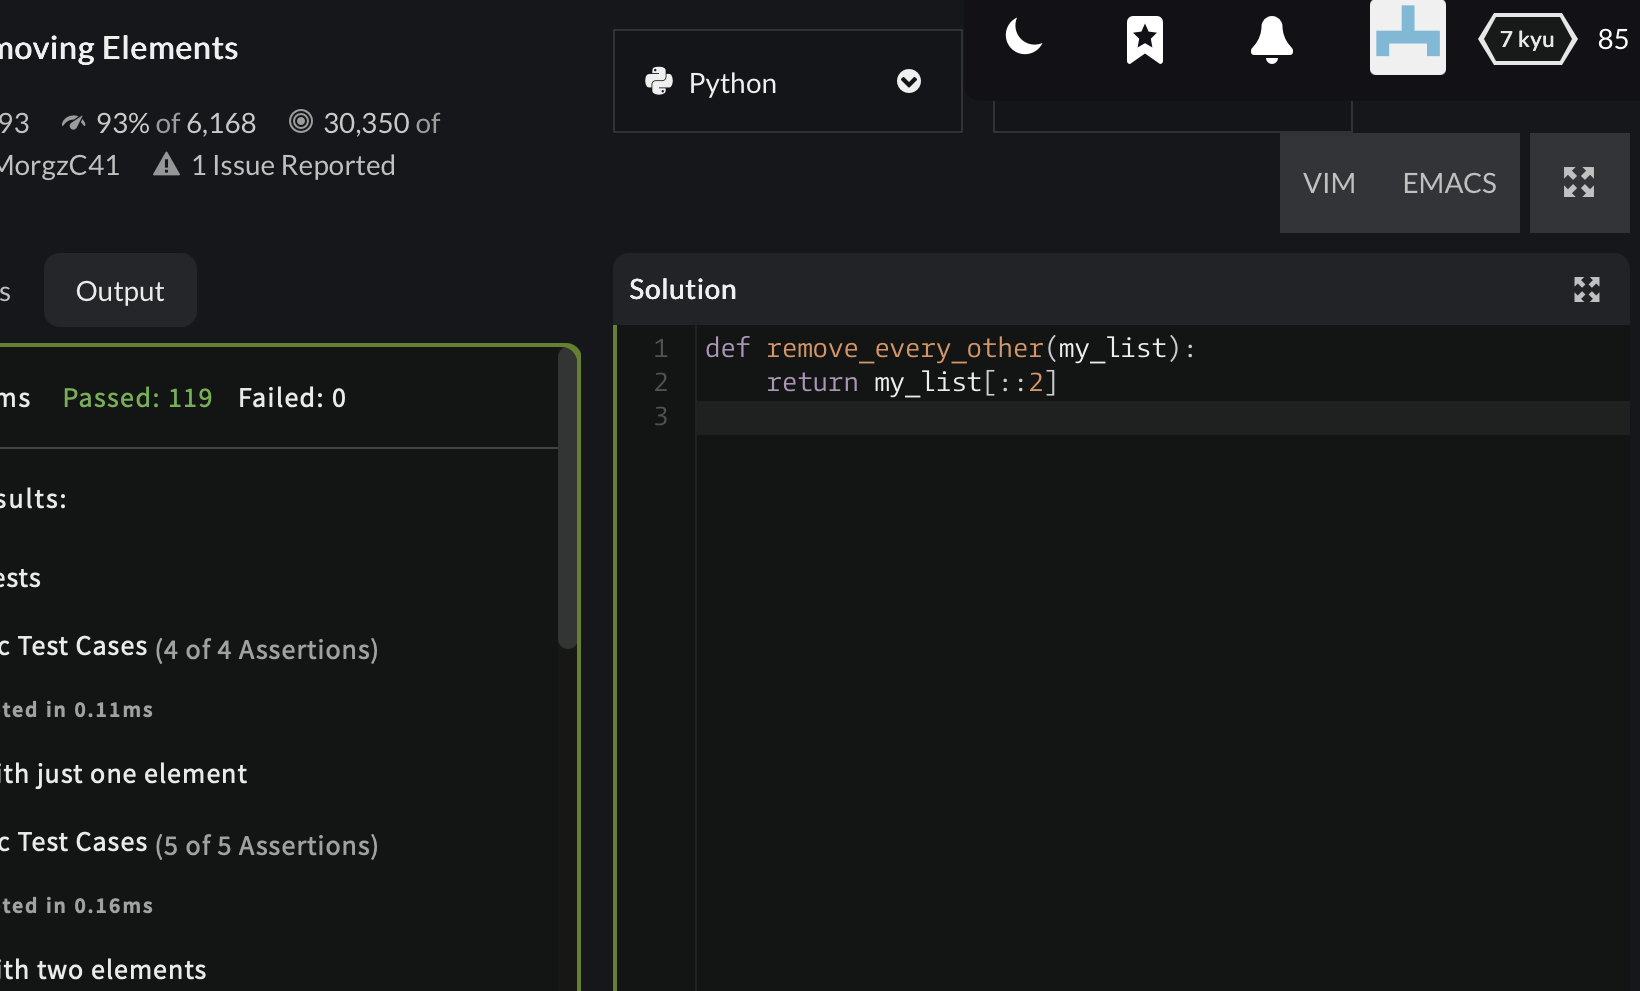 moving Elements
93 93% of 6,168 30,350 of
MorgzC41 1 Issue Reported
Python
7 kyu 85
VIM EMACS
s Output
ms Passed: 119 Failed: 0
sults:
ests
c Test Cases (4 of 4 Assertions)
ted in 0.11ms
ith just one element
c Test Cases (5 of 5 Assertions)
ted in 0.16ms
ith two elements
Solution
1 def remove_every_other(my_list):
2     return my_list[::2]
3